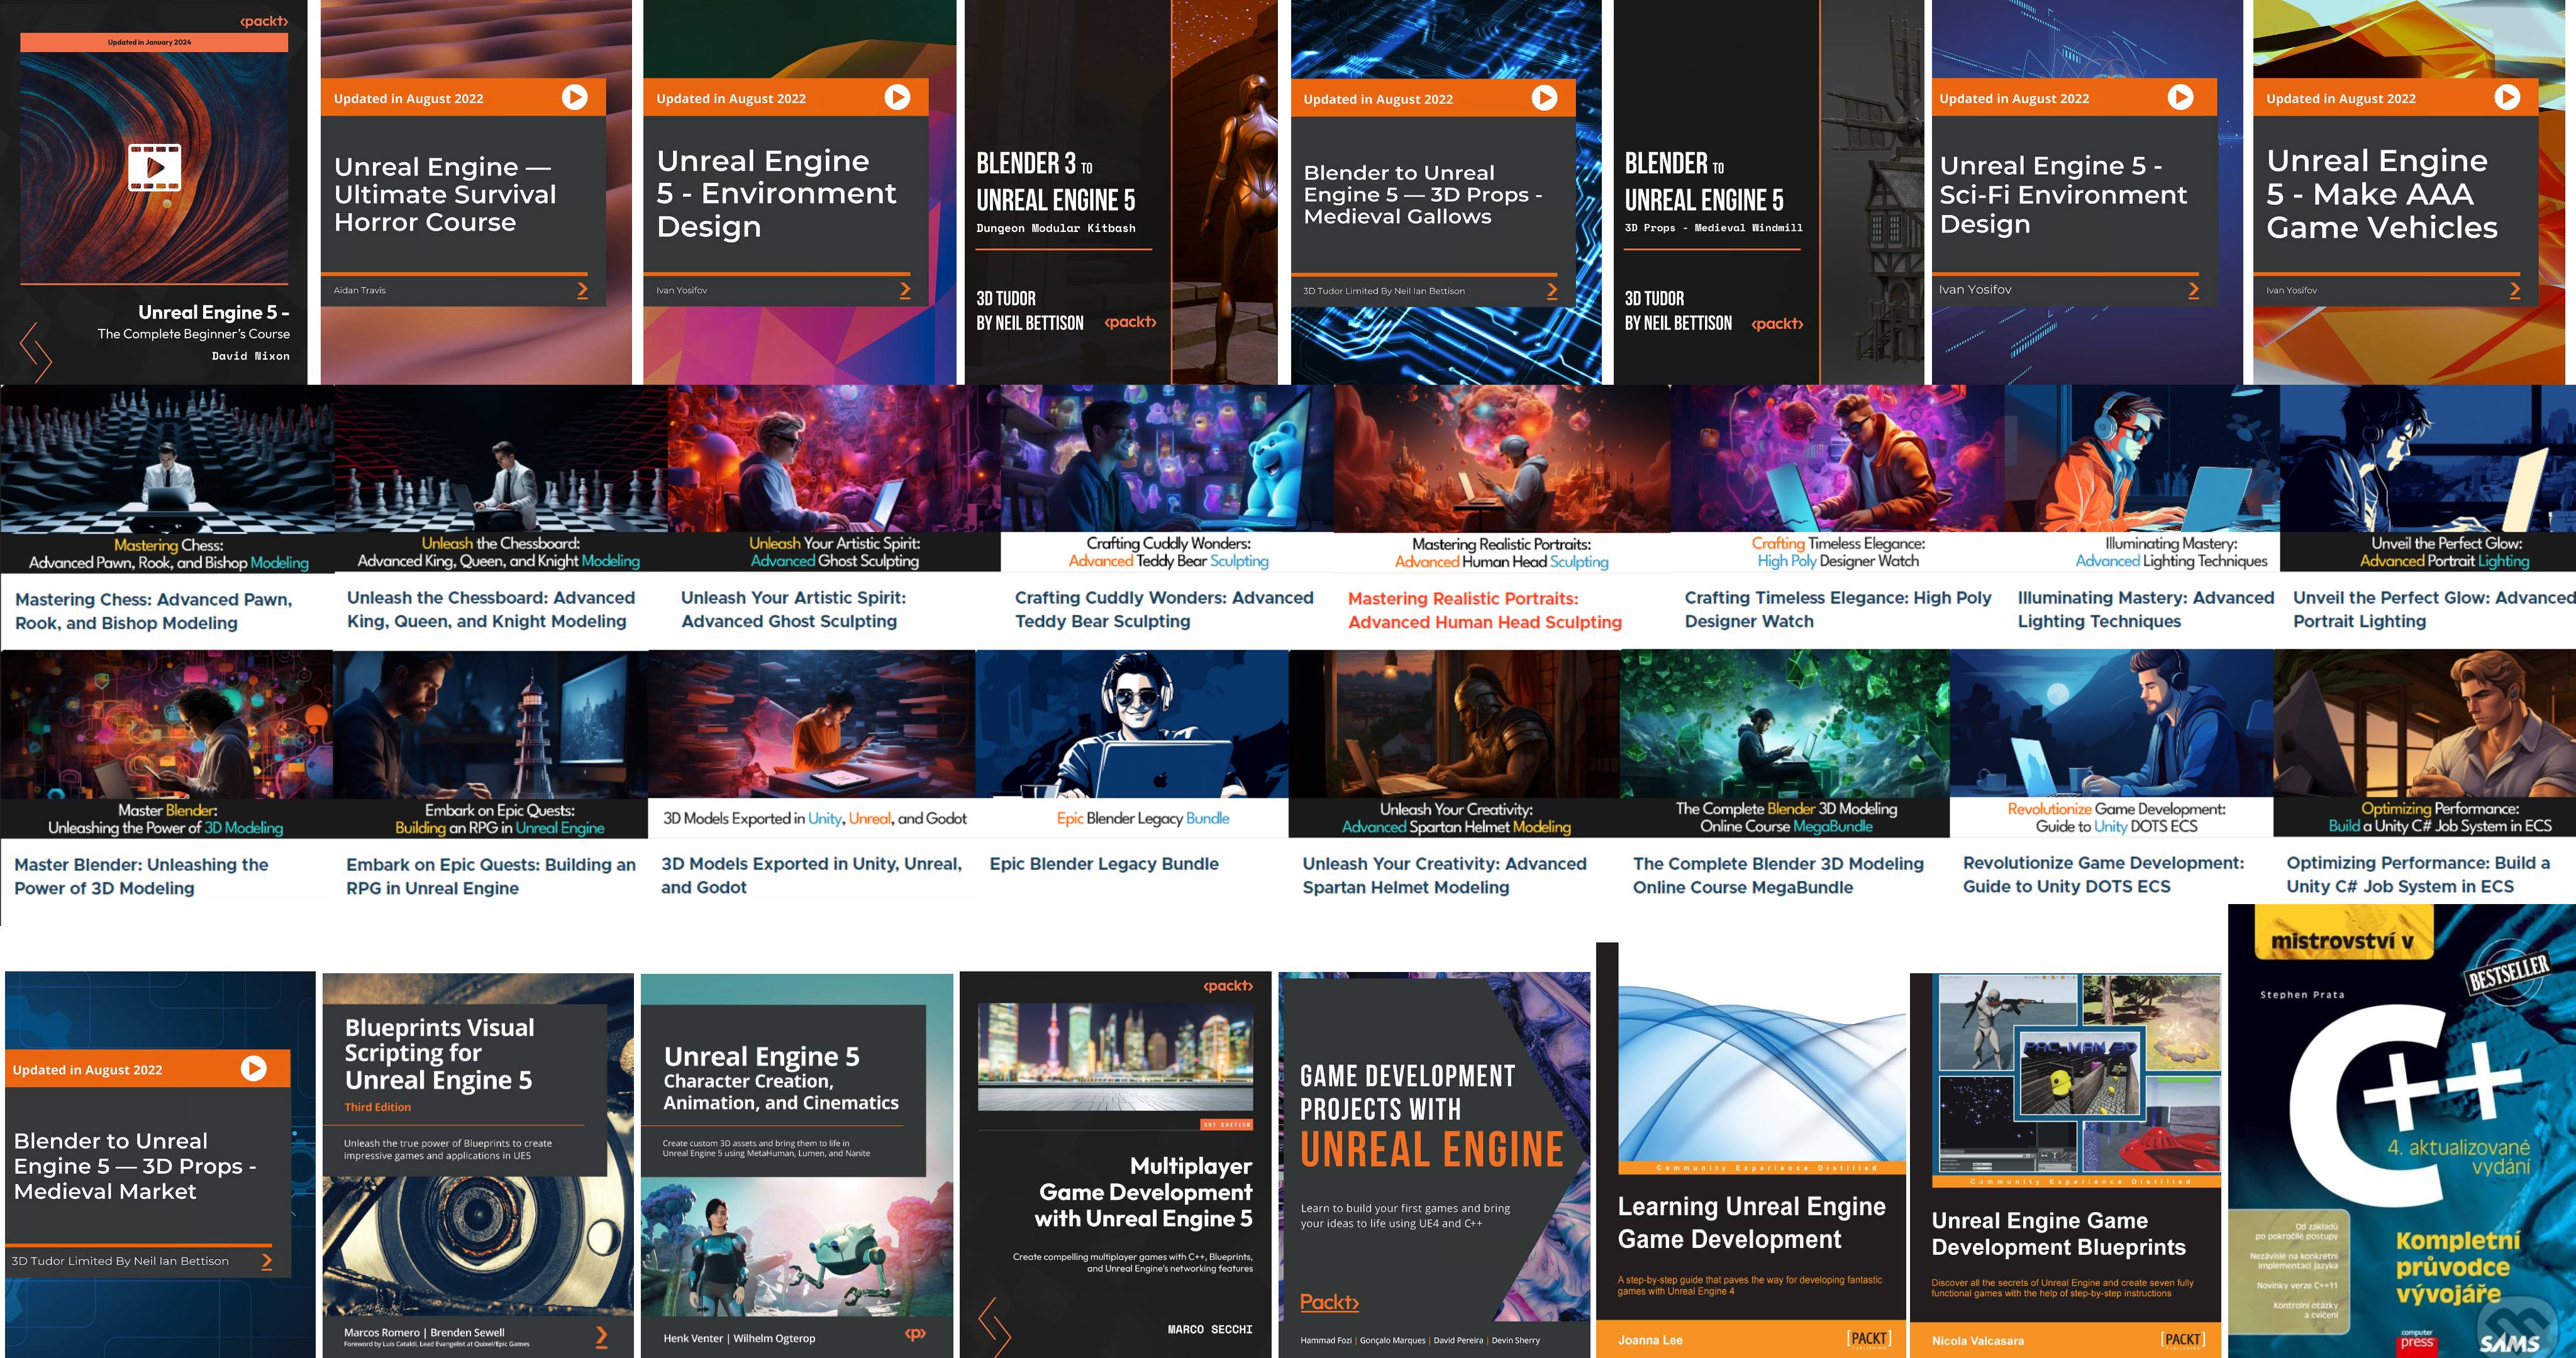 <packt>
Updated in January 2024
Unreal Engine 5 -
The Complete Beginner's Course
David Nixon
Updated in August 2022
Unreal Engine —
Ultimate Survival
Horror Course
Aidan Travis
Updated in August 2022
Unreal Engine
5 - Environment
Design
Ivan Yosifov
BLENDER 3 TO
UNREAL ENGINE 5
Dungeon Modular Kitbash
3D TUDOR
BY NEIL BETTISON
<packt>
Updated in August 2022
Blender to Unreal
Engine 5 — 3D Props -
Medieval Gallows
3D Tudor Limited By Neil Ian Bettison
BLENDER TO
UNREAL ENGINE 5
3D Props - Medieval Windmill
3D TUDOR
BY NEIL BETTISON
<packt>
Updated in August 2022
Unreal Engine 5 -
Sci-Fi Environment
Design
Ivan Yosifov
Updated in August 2022
Unreal Engine
5 - Make AAA
Game Vehicles
Ivan Yosifov
Mastering Chess:
Advanced Pawn, Rook, and Bishop Modeling
Mastering Chess: Advanced Pawn,
Rook, and Bishop Modeling
Unleash the Chessboard:
Advanced King, Queen, and Knight Modeling
Unleash the Chessboard: Advanced
King, Queen, and Knight Modeling
Unleash Your Artistic Spirit:
Advanced Ghost Sculpting
Unleash Your Artistic Spirit:
Advanced Ghost Sculpting
Crafting Cuddly Wonders:
Advanced Teddy Bear Sculpting
Crafting Cuddly Wonders: Advanced
Teddy Bear Sculpting
Mastering Realistic Portraits:
Advanced Human Head Sculpting
Mastering Realistic Portraits:
Advanced Human Head Sculpting
Crafting Timeless Elegance:
High Poly Designer Watch
Crafting Timeless Elegance: High Poly
Designer Watch
Illuminating Mastery:
Advanced Lighting Techniques
Illuminating Mastery: Advanced
Lighting Techniques
Unveil the Perfect Glow:
Advanced Portrait Lighting
Unveil the Perfect Glow: Advanced
Portrait Lighting
Master Blender:
Unleashing the Power of 3D Modeling
Master Blender: Unleashing the
Power of 3D Modeling
Embark on Epic Quests:
Building an RPG in Unreal Engine
Embark on Epic Quests: Building an
RPG in Unreal Engine
3D Models Exported in Unity, Unreal, and Godot
3D Models Exported in Unity, Unreal,
and Godot
Epic Blender Legacy Bundle
Epic Blender Legacy Bundle
Unleash Your Creativity:
Advanced Spartan Helmet Modeling
Unleash Your Creativity: Advanced
Spartan Helmet Modeling
The Complete Blender 3D Modeling
Online Course MegaBundle
The Complete Blender 3D Modeling
Online Course MegaBundle
Revolutionize Game Development:
Guide to Unity DOTS ECS
Revolutionize Game Development:
Guide to Unity DOTS ECS
Optimizing Performance:
Build a Unity C# Job System in ECS
Optimizing Performance: Build a
Unity C# Job System in ECS
Updated in August 2022
Blender to Unreal
Engine 5 — 3D Props -
Medieval Market
3D Tudor Limited By Neil Ian Bettison
Blueprints Visual
Scripting for
Unreal Engine 5
Third Edition
Unleash the true power of Blueprints to create
impressive games and applications in UE5
Marcos Romero | Brenden Sewell
Foreword by Luis Cataldi, Lead Evangelist at Quixel/Epic Games
Unreal Engine 5
Character Creation,
Animation, and Cinematics
Create custom 3D assets and bring them to life in
Unreal Engine 5 using MetaHuman, Lumen, and Nanite
Henk Venter | Wilhelm Ogterop
<p>
<packt>
1ST EDITION
Multiplayer
Game Development
with Unreal Engine 5
Create compelling multiplayer games with C++, Blueprints,
and Unreal Engine's networking features
MARCO SECCHI
GAME DEVELOPMENT
PROJECTS WITH
UNREAL ENGINE
Learn to build your first games and bring
your ideas to life using UE4 and C++
Packt>
Hammad Fozi | Gonçalo Marques | David Pereira | Devin Sherry
Community Experience Distilled
Learning Unreal Engine
Game Development
A step-by-step guide that paves the way for developing fantastic
games with Unreal Engine 4
Joanna Lee
[PACKT]
PUBLISHING
PAC-MAN 3D
Community Experience Distilled
Unreal Engine Game
Development Blueprints
Discover all the secrets of Unreal Engine and create seven fully
functional games with the help of step-by-step instructions
Nicola Valcasara
[PACKT]
PUBLISHING
mistrovství v
BESTSELLER
Stephen Prata
C++
4. aktualizované
vydání
Od základů
po pokročilé postupy
Nezávislé na konkrétní
implementaci jazyka
Novinky verze C++11
Kontrolní otázky
a cvičení
Kompletní
průvodce
vývojáře
computer
press
SAMS